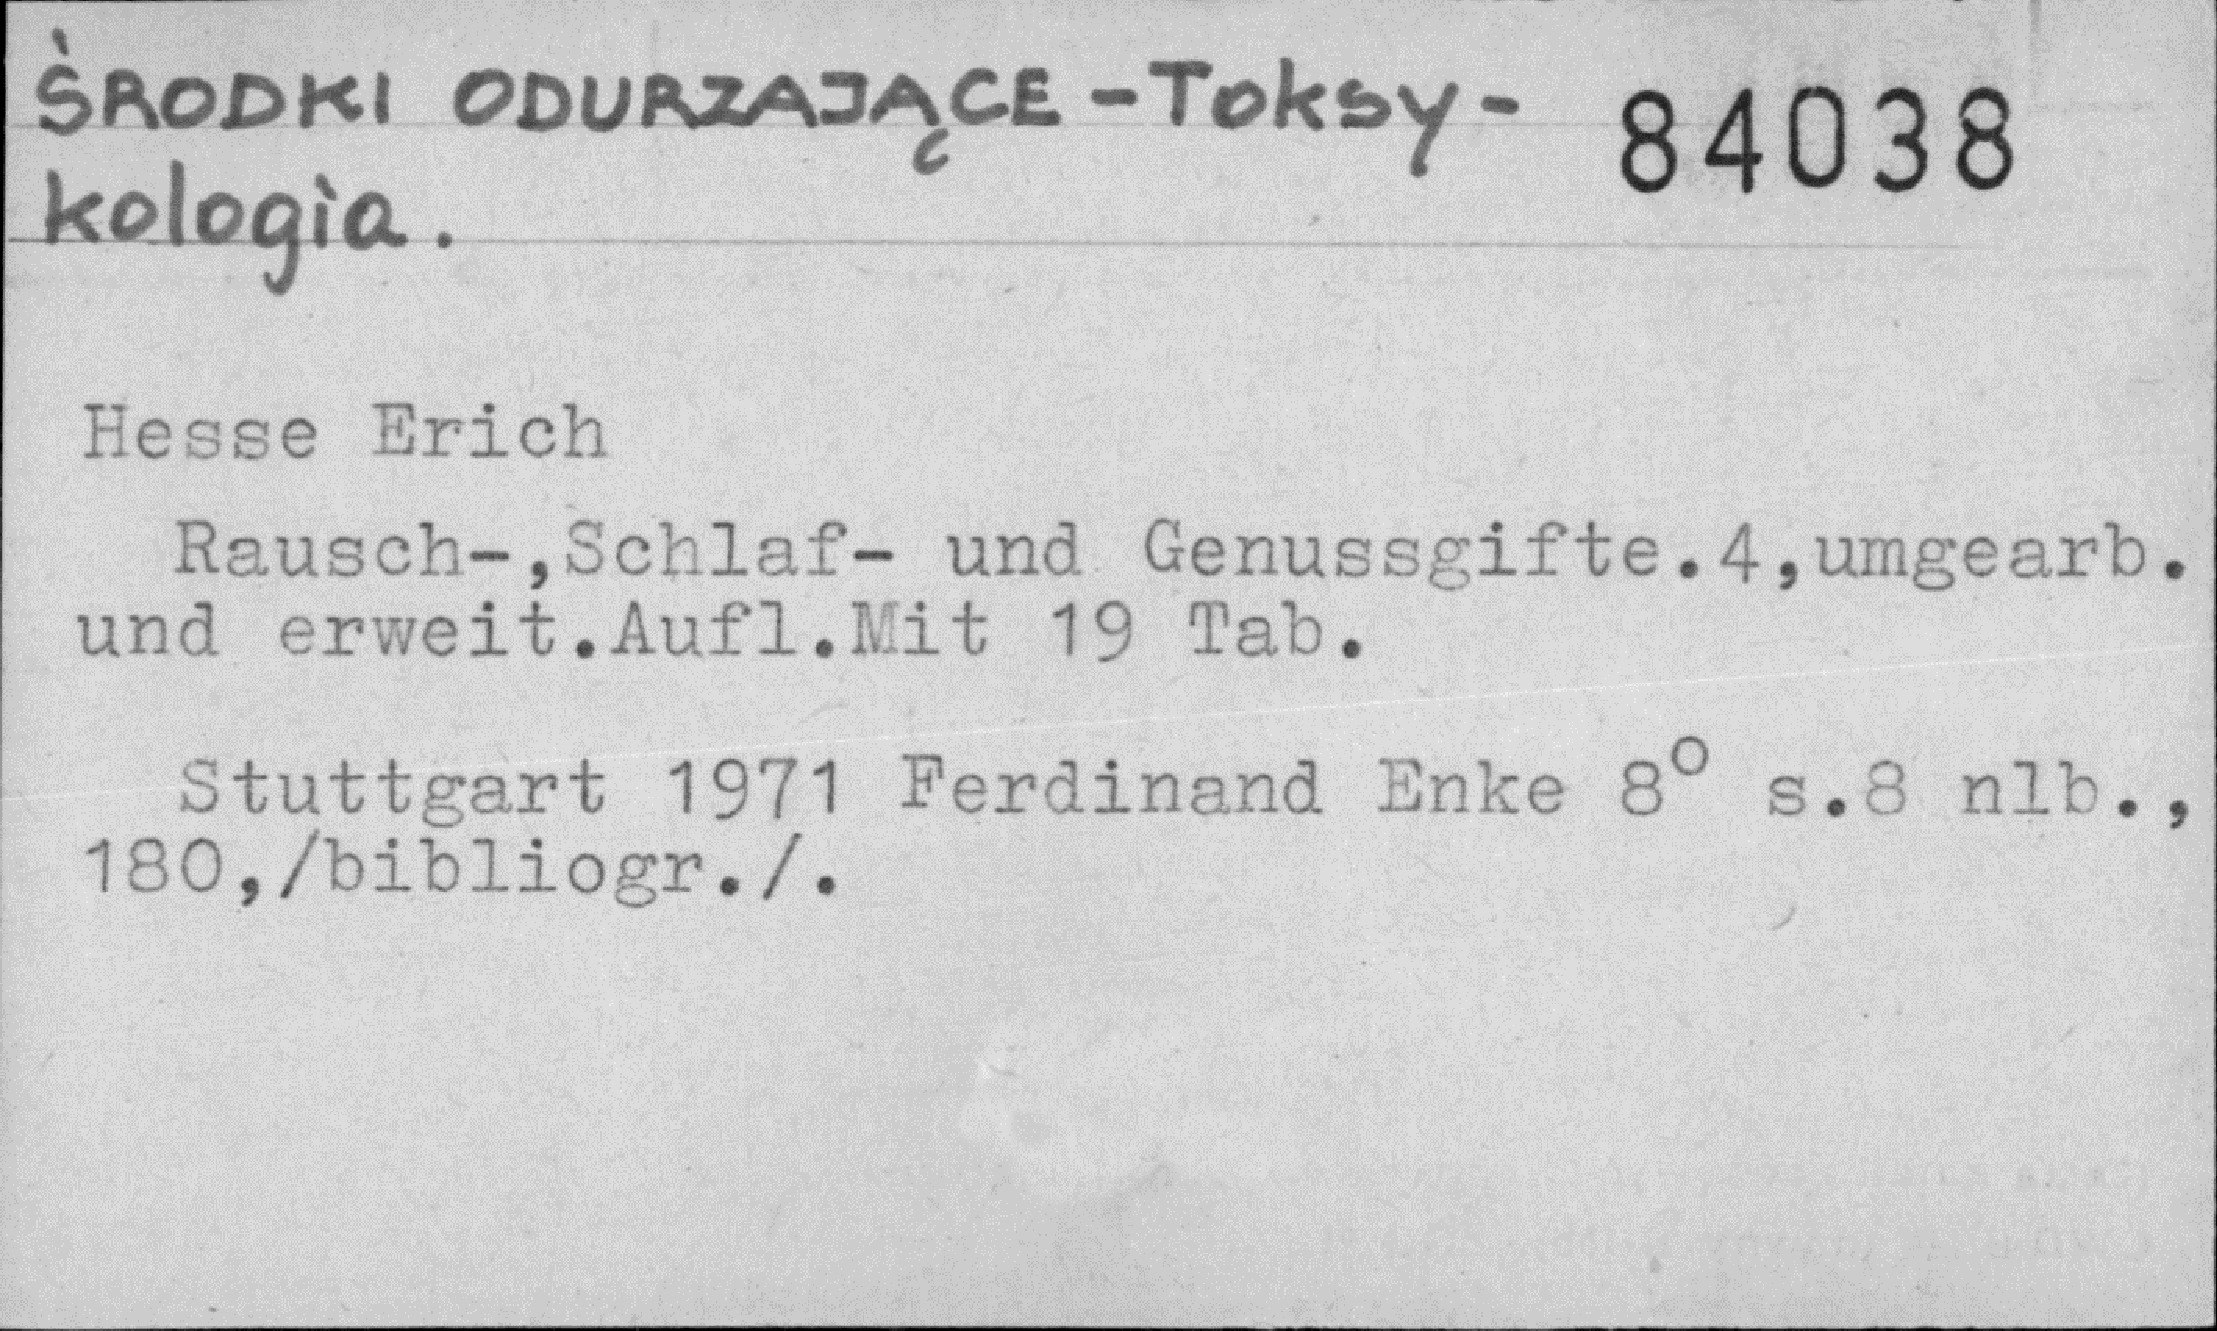 ŚRODKI ODURZAJĄCE - Toksy- 84038
kologia.
Hesse Erich
Rausch-,Schlaf- und Genussgifte.4,umgearb.
und erweit.Aufl.Mit 19 Tab.
Stuttgart 1971 Ferdinand Enke 8° s.8 nlb.,
180,/bibliogr./.